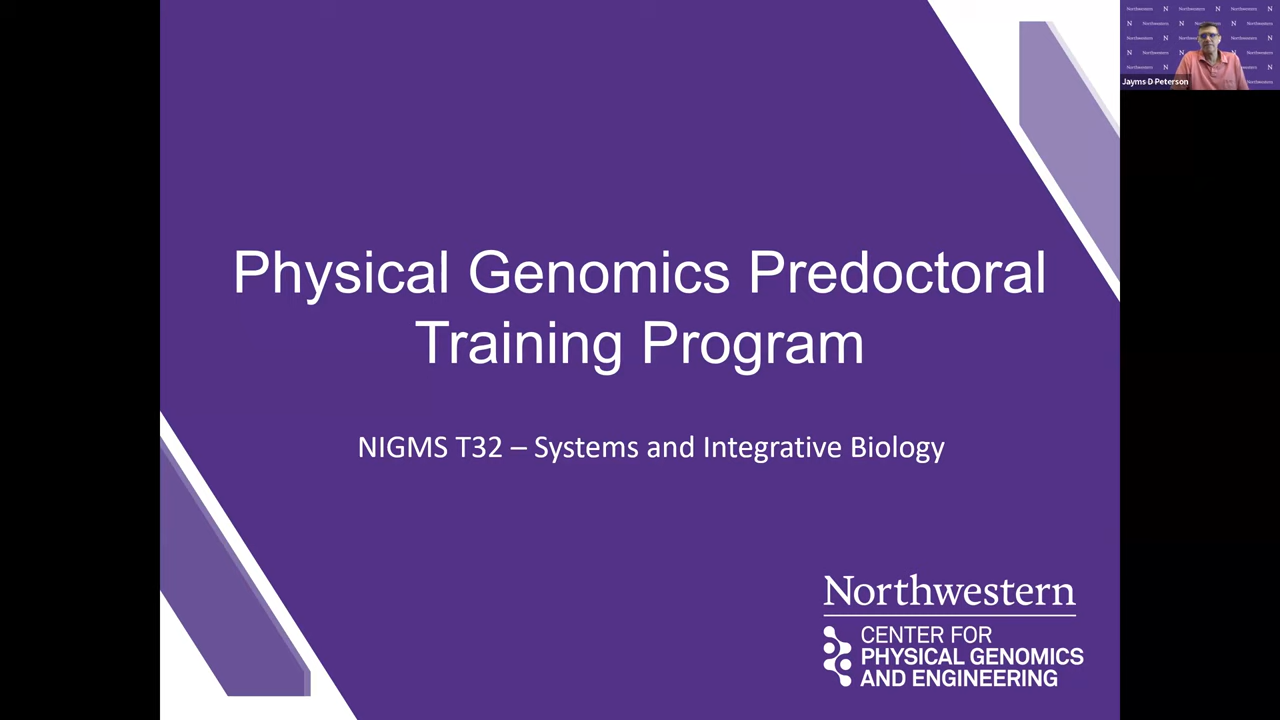 Physical Genomics Predoctoral
Training Program
NIGMS T32 – Systems and Integrative Biology
Northwestern
CENTER FOR
PHYSICAL GENOMICS
AND ENGINEERING
Jayms D Peterson